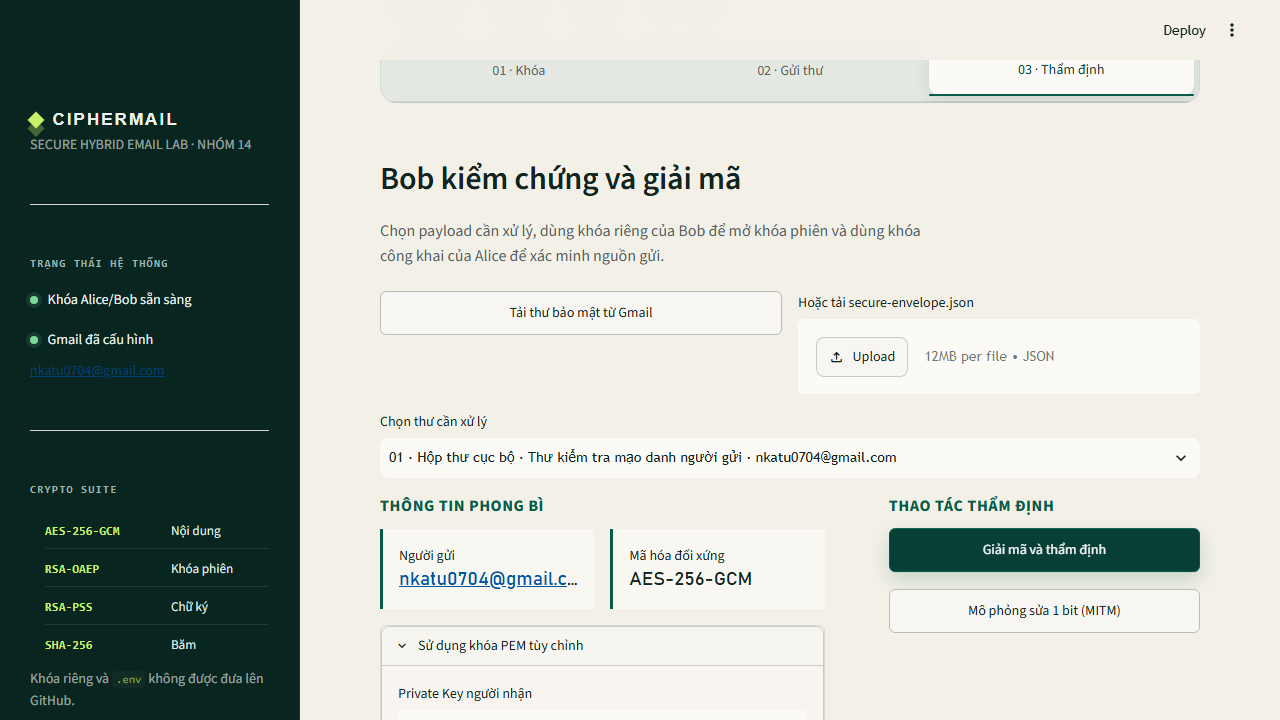 Deploy
CIPHERMAIL
SECURE HYBRID EMAIL LAB · NHÓM 14
TRẠNG THÁI HỆ THỐNG
Khóa Alice/Bob sẵn sàng
Gmail đã cấu hình
nkatu0704@gmail.com
CRYPTO SUITE
AES-256-GCM Nội dung
RSA-OAEP Khóa phiên
RSA-PSS Chữ ký
SHA-256 Băm
Khóa riêng và .env không được đưa lên
GitHub.
01 · Khóa
02 · Gửi thư
03 · Thẩm định
Bob kiểm chứng và giải mã
Chọn payload cần xử lý, dùng khóa riêng của Bob để mở khóa phiên và dùng khóa
công khai của Alice để xác minh nguồn gửi.
Tải thư bảo mật từ Gmail
Hoặc tải secure-envelope.json
Upload
12MB per file • JSON
Chọn thư cần xử lý
01 · Hộp thư cục bộ · Thư kiểm tra mạo danh người gửi · nkatu0704@gmail.com
THÔNG TIN PHONG BÌ
Người gửi
nkatu0704@gmail.c...
Mã hóa đối xứng
AES-256-GCM
Sử dụng khóa PEM tùy chỉnh
Private Key người nhận
THAO TÁC THẨM ĐỊNH
Giải mã và thẩm định
Mô phỏng sửa 1 bit (MITM)